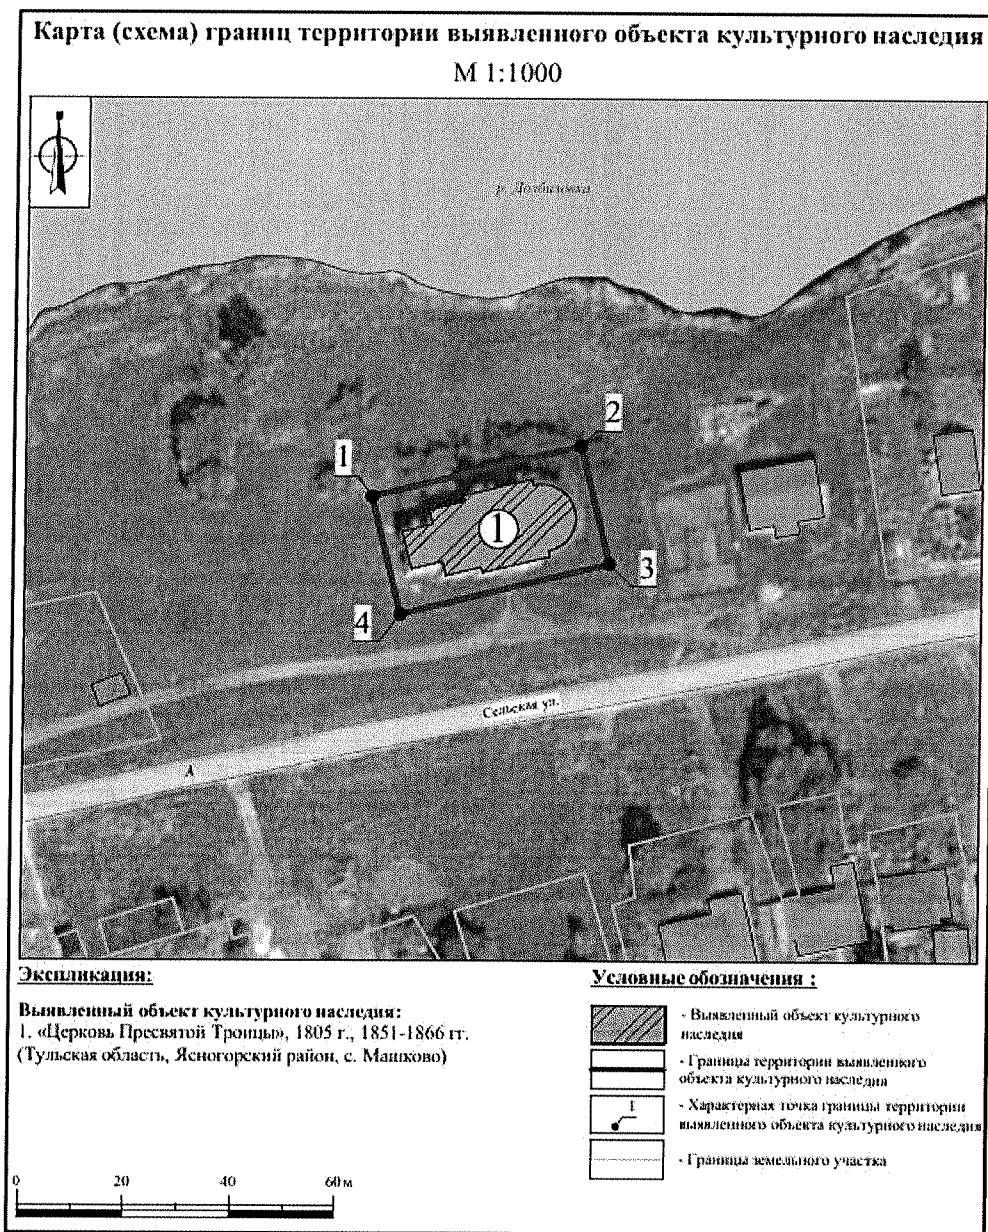 Карта (схема) границ территории выявленного объекта культурного наследия
М 1:1000
р.
2
1
1
3
4
Сельская ул.
А
Экспликация:
Выявленный объект культурного наследия:
1. «Церковь Пресвятой Троицы», 1805 г., 1851-1866 гг.
(Тульская область, Ясногорский район, с. Машково)
Условные обозначения :
- Выявленный объект культурного
наследия
- Границы территории выявленного
объекта культурного наследия
1
- Характерная точка границы территории
выявленного объекта культурного наследия
- Границы земельного участка
0 20 40 60 м